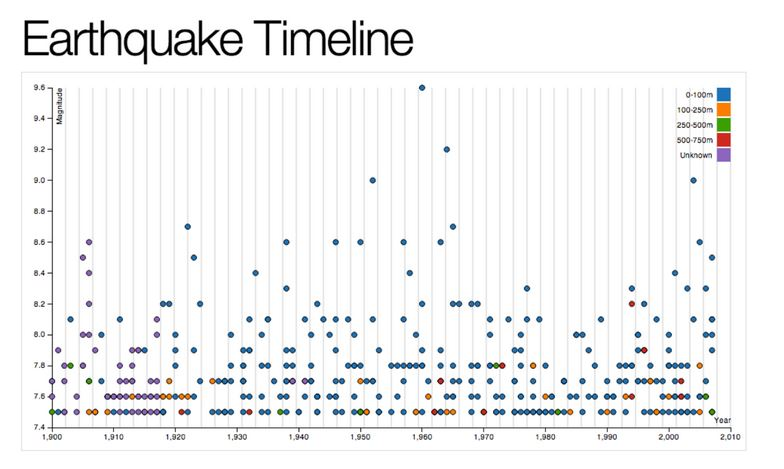 Earthquake Timeline
9.6
9.4
9.2
9.0
8.8
8.6
8.4
8.2
8.0
7.8
7.6
7.4
Magnitude
0-100m
100-250m
250-500m
500-750m
Unknown
Year
1,900 1,910 1,920 1,930 1,940 1,950 1,960 1,970 1,980 1,990 2,000 2,010